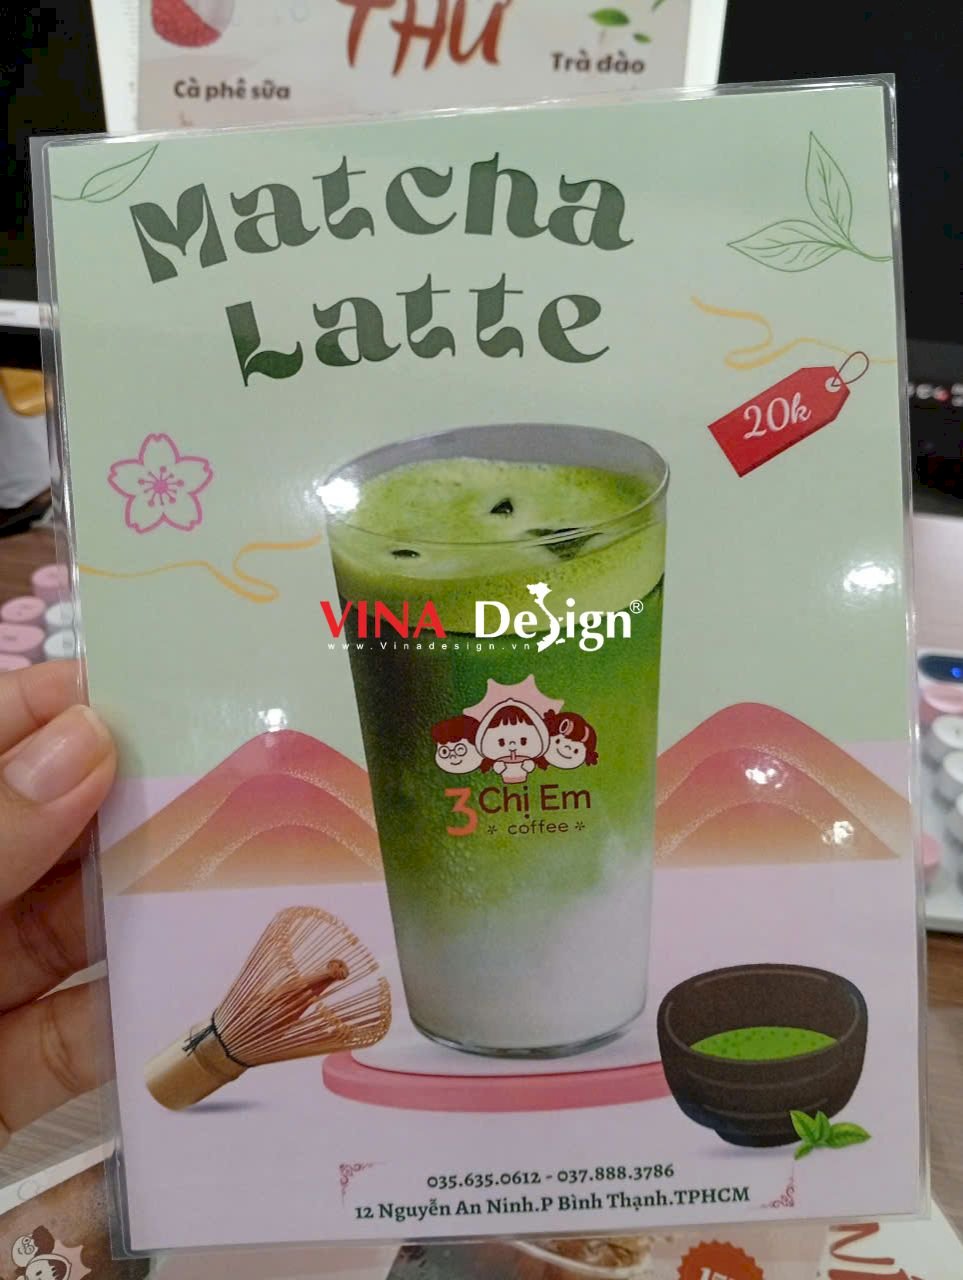 THỨ
Cà phê sữa
Trà đào
Matcha
Latte
20k
VINA Design®
www.Vinadesign.vn
3 Chị Em
coffee
035.635.0612 - 037.888.3786
12 Nguyễn An Ninh.P Bình Thạnh.TPHCM